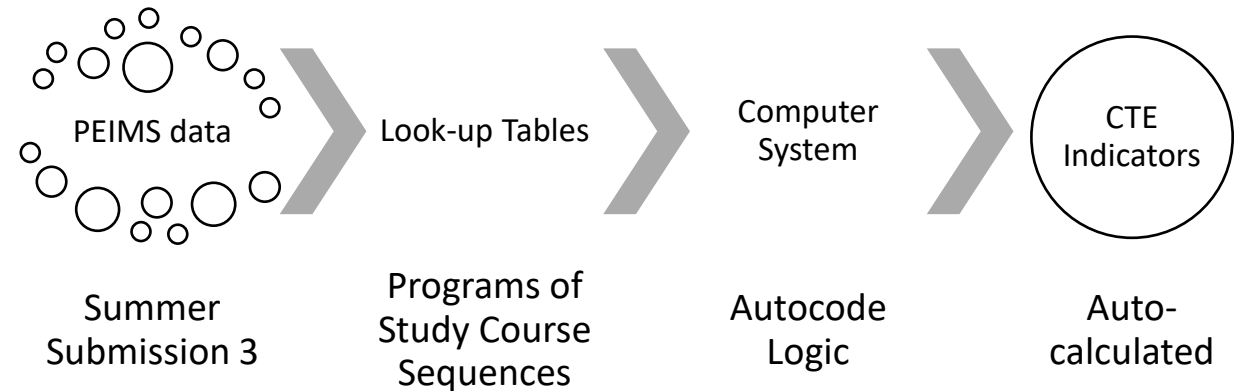 PEIMS data
Look-up Tables
Computer
System
CTE
Indicators
Summer
Submission 3
Programs of
Study Course
Sequences
Autocode
Logic
Auto-
calculated